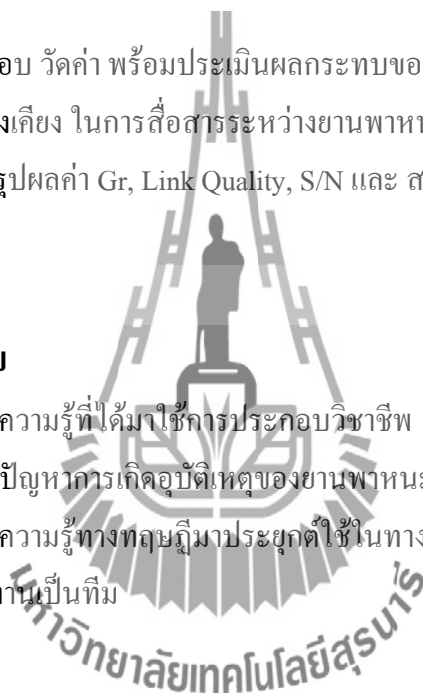 อบ วัดค่า พร้อมประเมินผลกระทบขอ
งเคียง ในการสื่อสารระหว่างยานพาห
รุปผลค่า Gr, Link Quality, S/N และ ส
ความรู้ที่ได้มาใช้การประกอบวิชาชีพ
ปัญหาการเกิดอุบัติเหตุของยานพาหนะ
ความรู้ทางทฤษฎีมาประยุกต์ใช้ในทาง
านเป็นทีม
มหาวิทยาลัยเทคโนโลยีสุรนารี